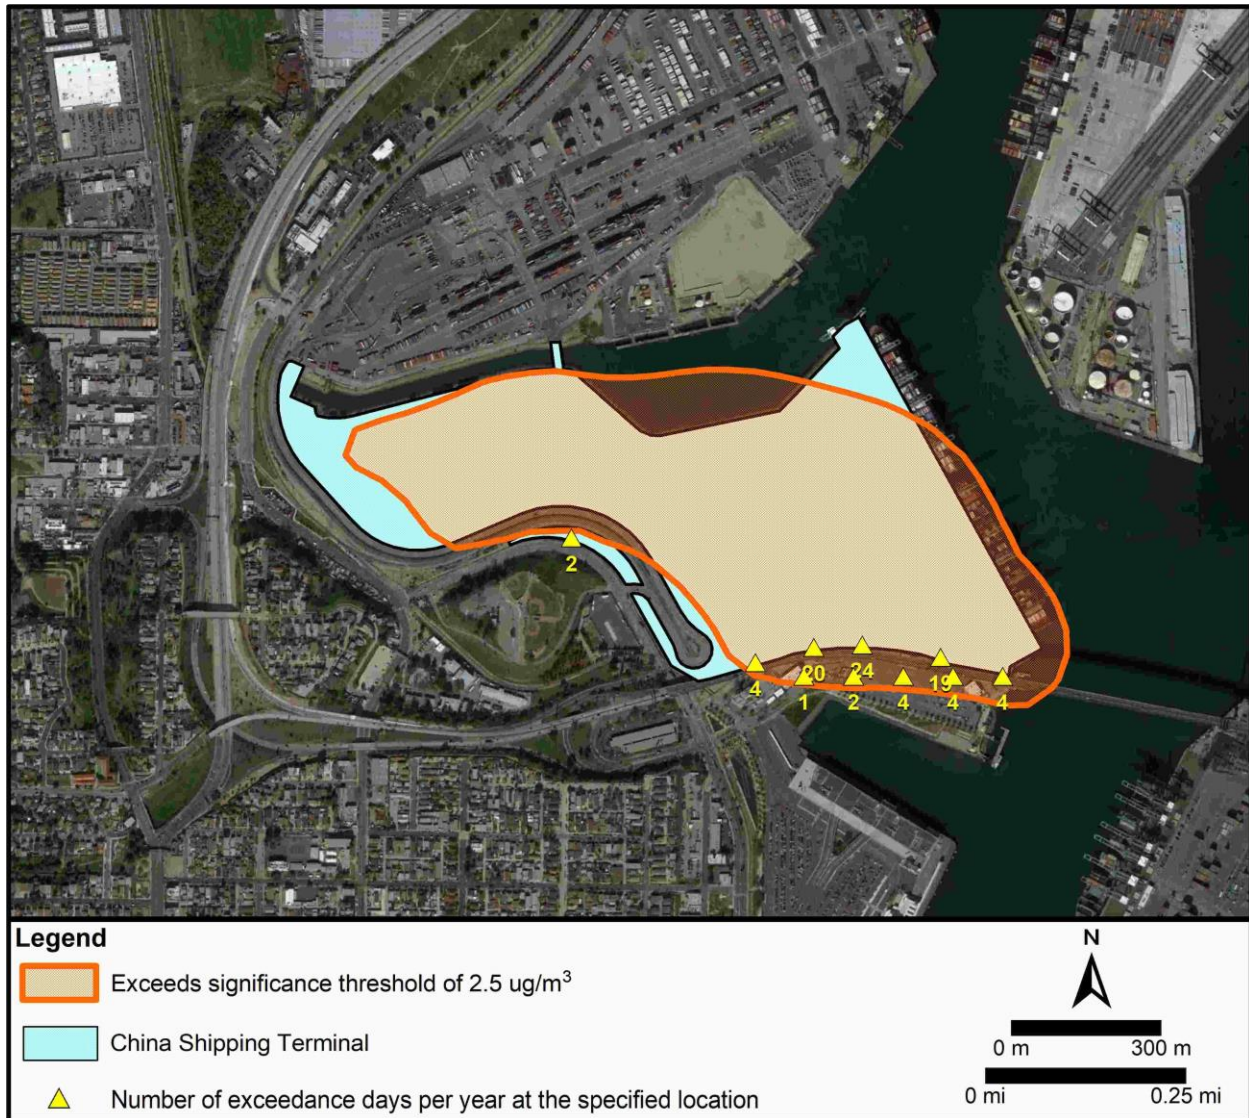 2
20
24
19
4
1
2
4
4
4
Legend
Exceeds significance threshold of 2.5 ug/m³
China Shipping Terminal
Number of exceedance days per year at the specified location
N
0 m 300 m
0 mi 0.25 mi